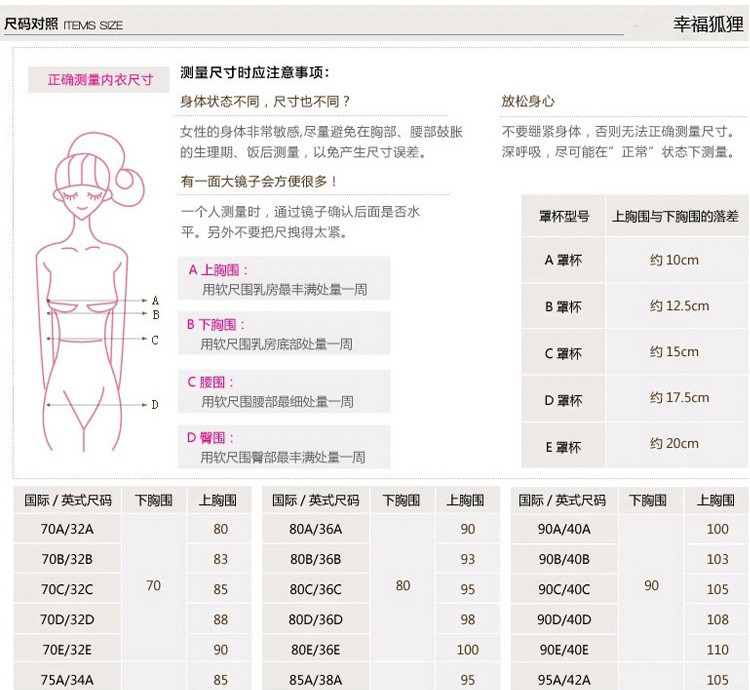 尺码对照 ITEMS SIZE
幸福狐狸
正确测量内衣尺寸
测量尺寸时应注意事项：
身体状态不同，尺寸也不同？
女性的身体非常敏感,尽量避免在胸部、腰部鼓胀
的生理期、饭后测量，以免产生尺寸误差。
有一面大镜子会方便很多！
一个人测量时，通过镜子确认后面是否水
平。另外不要把尺拽得太紧。
放松身心
不要绷紧身体，否则无法正确测量尺寸。
深呼吸，尽可能在”正常”状态下测量。
A
B
C
D
A 上胸围：
用软尺围乳房最丰满处量一周
B 下胸围：
用软尺围乳房底部处量一周
C 腰围：
用软尺围腰部最细处量一周
D 臀围：
用软尺围臀部最丰满处量一周
罩杯型号 上胸围与下胸围的落差
A 罩杯 约 10cm
B 罩杯 约 12.5cm
C 罩杯 约 15cm
D 罩杯 约 17.5cm
E 罩杯 约 20cm
国际 / 英式尺码 下胸围 上胸围
70A/32A 80
70B/32B 83
70C/32C 70 85
70D/32D 88
70E/32E 90
75A/34A 85
国际 / 英式尺码 下胸围 上胸围
80A/36A 90
80B/36B 93
80C/36C 80 95
80D/36D 98
80E/36E 100
85A/38A 95
国际 / 英式尺码 下胸围 上胸围
90A/40A 100
90B/40B 103
90C/40C 90 105
90D/40D 108
90E/40E 110
95A/42A 105